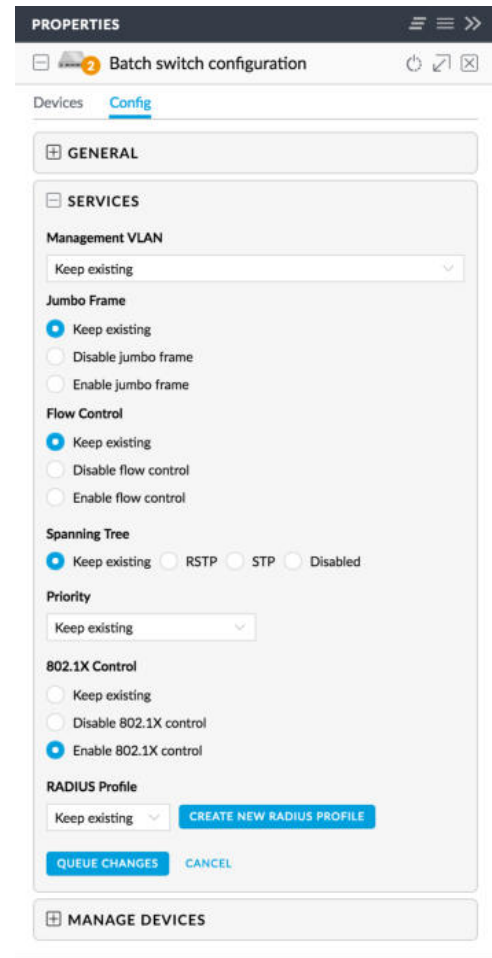 PROPERTIES
2 Batch switch configuration
Devices Config
GENERAL
SERVICES
Management VLAN
Keep existing
Jumbo Frame
Keep existing
Disable jumbo frame
Enable jumbo frame
Flow Control
Keep existing
Disable flow control
Enable flow control
Spanning Tree
Keep existing RSTP STP Disabled
Priority
Keep existing
802.1X Control
Keep existing
Disable 802.1X control
Enable 802.1X control
RADIUS Profile
Keep existing CREATE NEW RADIUS PROFILE
QUEUE CHANGES CANCEL
MANAGE DEVICES